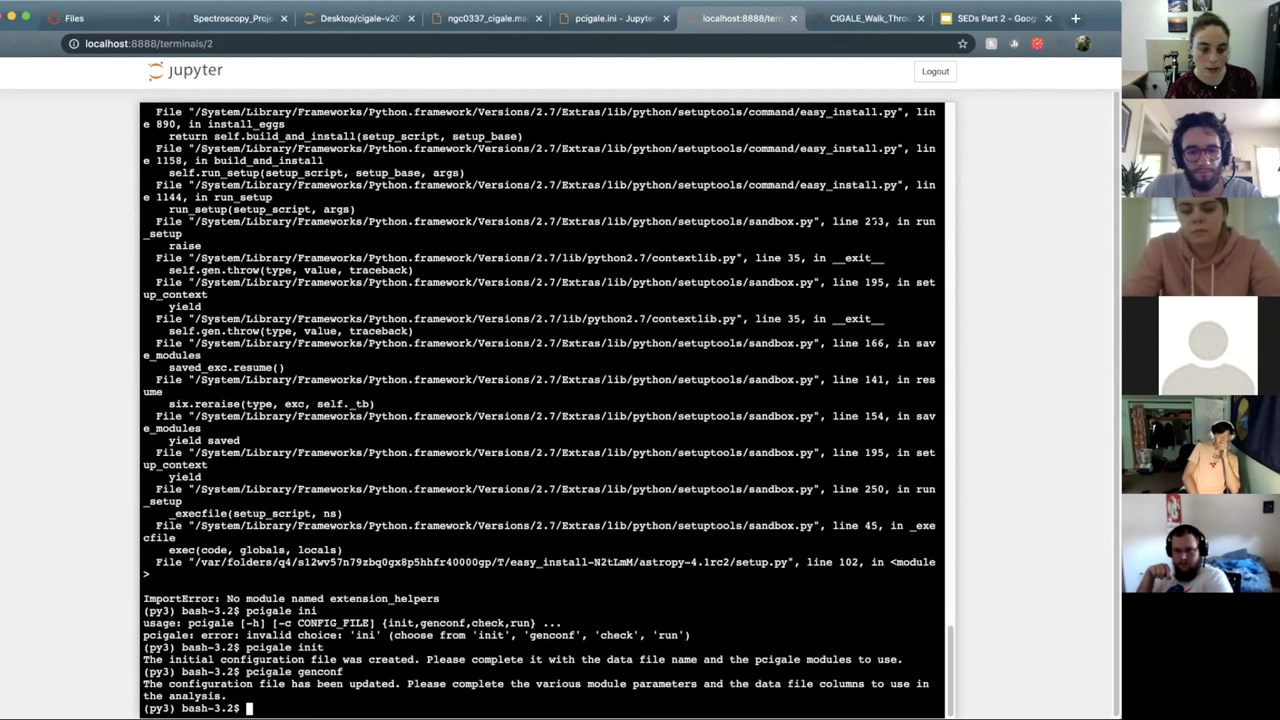 Files
Spectroscopy_Proj
Desktop/cigale-v20
ngc0337_cigale.ma
pcigale.ini - Jupyter
localhost:8888/term
CIGALE_Walk_Thro
SEDs Part 2 - Goog
localhost:8888/terminals/2
jupyter
Logout
File "/System/Library/Frameworks/Python.framework/Versions/2.7/Extras/lib/python/setuptools/command/easy_install.py", lin
e 890, in install_eggs
return self.build_and_install(setup_script, setup_base)
File "/System/Library/Frameworks/Python.framework/Versions/2.7/Extras/lib/python/setuptools/command/easy_install.py", lin
e 1158, in build_and_install
self.run_setup(setup_script, setup_base, args)
File "/System/Library/Frameworks/Python.framework/Versions/2.7/Extras/lib/python/setuptools/command/easy_install.py", lin
e 1144, in run_setup
run_setup(setup_script, args)
File "/System/Library/Frameworks/Python.framework/Versions/2.7/Extras/lib/python/setuptools/sandbox.py", line 253, in run
_setup
raise
File "/System/Library/Frameworks/Python.framework/Versions/2.7/lib/python2.7/contextlib.py", line 35, in __exit__
self.gen.throw(type, value, traceback)
File "/System/Library/Frameworks/Python.framework/Versions/2.7/Extras/lib/python/setuptools/sandbox.py", line 195, in set
up_context
yield
File "/System/Library/Frameworks/Python.framework/Versions/2.7/lib/python2.7/contextlib.py", line 35, in __exit__
self.gen.throw(type, value, traceback)
File "/System/Library/Frameworks/Python.framework/Versions/2.7/Extras/lib/python/setuptools/sandbox.py", line 166, in sav
e_modules
saved_exc.resume()
File "/System/Library/Frameworks/Python.framework/Versions/2.7/Extras/lib/python/setuptools/sandbox.py", line 141, in res
ume
six.reraise(type, exc, self._tb)
File "/System/Library/Frameworks/Python.framework/Versions/2.7/Extras/lib/python/setuptools/sandbox.py", line 154, in sav
e_modules
yield saved
File "/System/Library/Frameworks/Python.framework/Versions/2.7/Extras/lib/python/setuptools/sandbox.py", line 195, in set
up_context
yield
File "/System/Library/Frameworks/Python.framework/Versions/2.7/Extras/lib/python/setuptools/sandbox.py", line 250, in run
_setup
_execfile(setup_script, ns)
File "/System/Library/Frameworks/Python.framework/Versions/2.7/Extras/lib/python/setuptools/sandbox.py", line 45, in _exe
cfile
exec(code, globals, locals)
File "/var/folders/q4/s12wv57n79zbq0gx8p5hhfr40000gp/T/easy_install-N2tLmM/astropy-4.1rc2/setup.py", line 102, in <module
>
ImportError: No module named extension_helpers
(py3) bash-3.2$ pcigale ini
usage: pcigale [-h] [-c CONFIG_FILE] {init,genconf,check,run} ...
pcigale: error: invalid choice: 'ini' (choose from 'init', 'genconf', 'check', 'run')
(py3) bash-3.2$ pcigale init
The initial configuration file was created. Please complete it with the data file name and the pcigale modules to use.
(py3) bash-3.2$ pcigale genconf
The configuration file has been updated. Please complete the various module parameters and the data file columns to use in
the analysis.
(py3) bash-3.2$